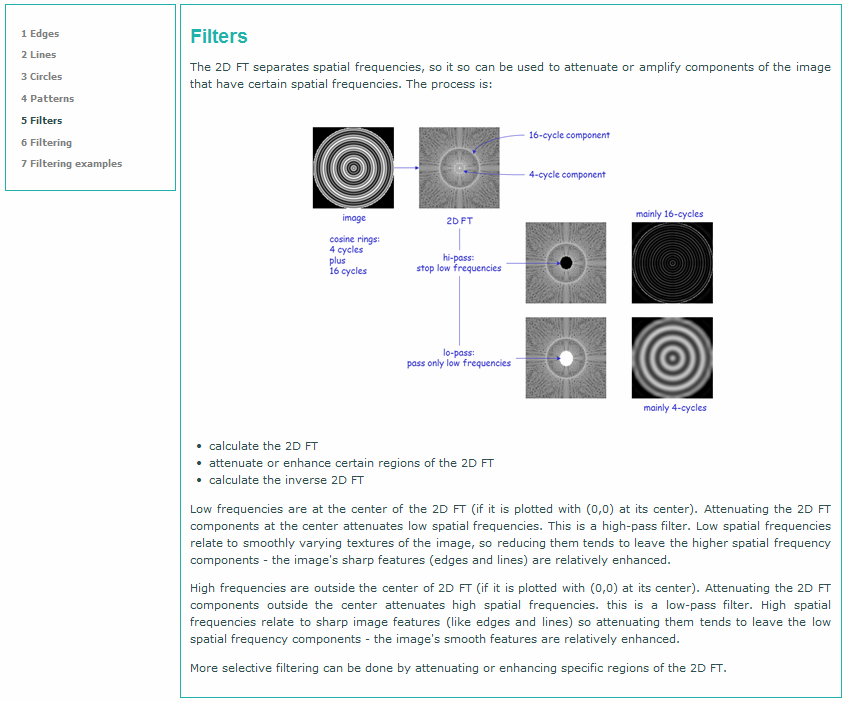 1 Edges
2 Lines
3 Circles
4 Patterns
5 Filters
6 Filtering
7 Filtering examples
Filters
The 2D FT separates spatial frequencies, so it so can be used to attenuate or amplify components of the image
that have certain spatial frequencies. The process is:
16-cycle component
4-cycle component
image
2D FT
cosine rings:
4 cycles
plus
16 cycles
mainly 16-cycles
hi-pass:
stop low frequencies
lo-pass:
pass only low frequencies
mainly 4-cycles
• calculate the 2D FT
• attenuate or enhance certain regions of the 2D FT
• calculate the inverse 2D FT
Low frequencies are at the center of the 2D FT (if it is plotted with (0,0) at its center). Attenuating the 2D FT
components at the center attenuates low spatial frequencies. This is a high-pass filter. Low spatial frequencies
relate to smoothly varying textures of the image, so reducing them tends to leave the higher spatial frequency
components - the image's sharp features (edges and lines) are relatively enhanced.
High frequencies are outside the center of 2D FT (if it is plotted with (0,0) at its center). Attenuating the 2D FT
components outside the center attenuates high spatial frequencies. this is a low-pass filter. High spatial
frequencies relate to sharp image features (like edges and lines) so attenuating them tends to leave the low
spatial frequency components - the image's smooth features are relatively enhanced.
More selective filtering can be done by attenuating or enhancing specific regions of the 2D FT.